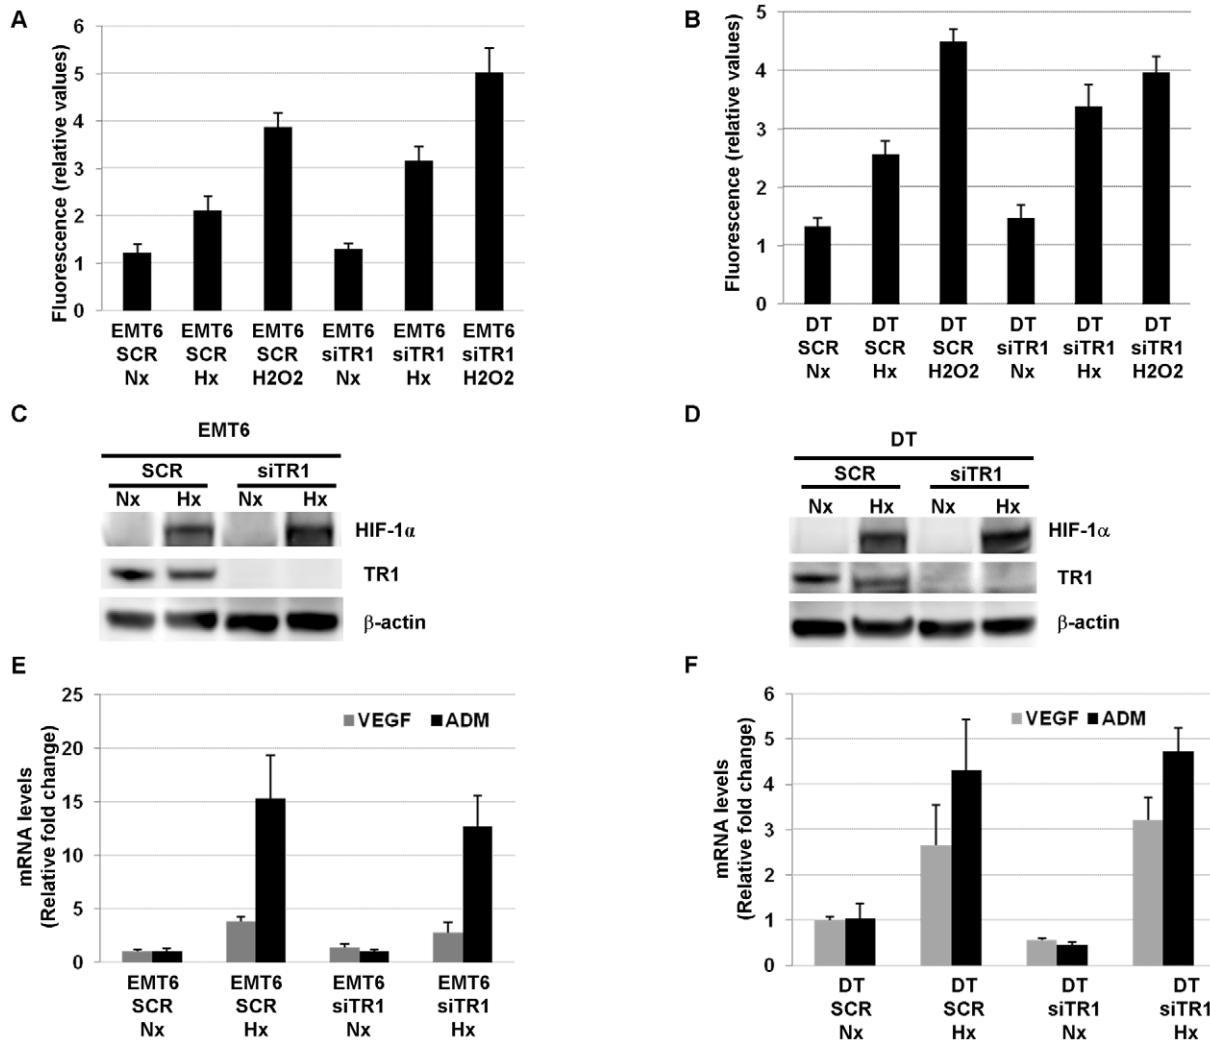 A
Fluorescence (relative values)
6
5
4
3
2
1
0
EMT6 EMT6 EMT6 EMT6 EMT6 EMT6
SCR SCR SCR siTR1 siTR1 siTR1
Nx Hx H2O2 Nx Hx H2O2
B
Fluorescence (relative values)
5
4
3
2
1
0
DT DT DT DT DT DT
SCR SCR SCR siTR1 siTR1 siTR1
Nx Hx H2O2 Nx Hx H2O2
C
EMT6
SCR siTR1
Nx Hx Nx Hx
HIF-1α
TR1
β-actin
D
DT
SCR siTR1
Nx Hx Nx Hx
HIF-1α
TR1
β-actin
E
mRNA levels
(Relative fold change)
25
20
15
10
5
0
VEGF ADM
EMT6 EMT6 EMT6 EMT6
SCR SCR siTR1 siTR1
Nx Hx Nx Hx
F
mRNA levels
(Relative fold change)
6
5
4
3
2
1
0
VEGF ADM
DT DT DT DT
SCR SCR siTR1 siTR1
Nx Hx Nx Hx